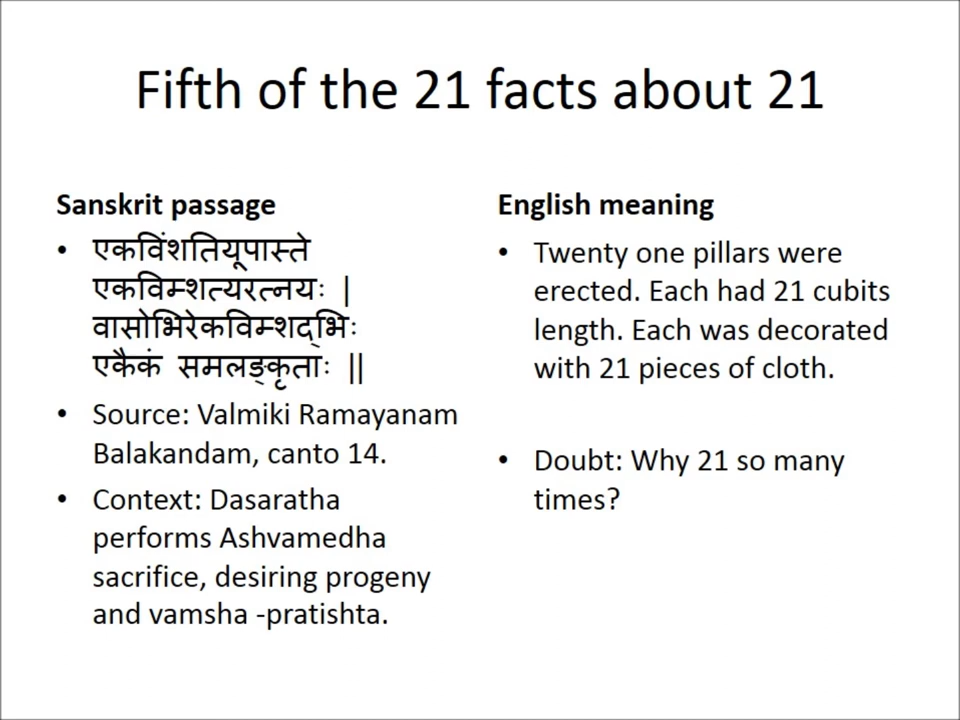 Fifth of the 21 facts about 21
Sanskrit passage
• एकविंशतियूपास्ते
एकविम्शत्यरत्नयः |
वासोभिरेकविम्शद्भिः
एकैकं समलङ्कृताः ||
• Source: Valmiki Ramayanam
Balakandam, canto 14.
• Context: Dasaratha
performs Ashvamedha
sacrifice, desiring progeny
and vamsha -pratishta.
English meaning
• Twenty one pillars were
erected. Each had 21 cubits
length. Each was decorated
with 21 pieces of cloth.
• Doubt: Why 21 so many
times?